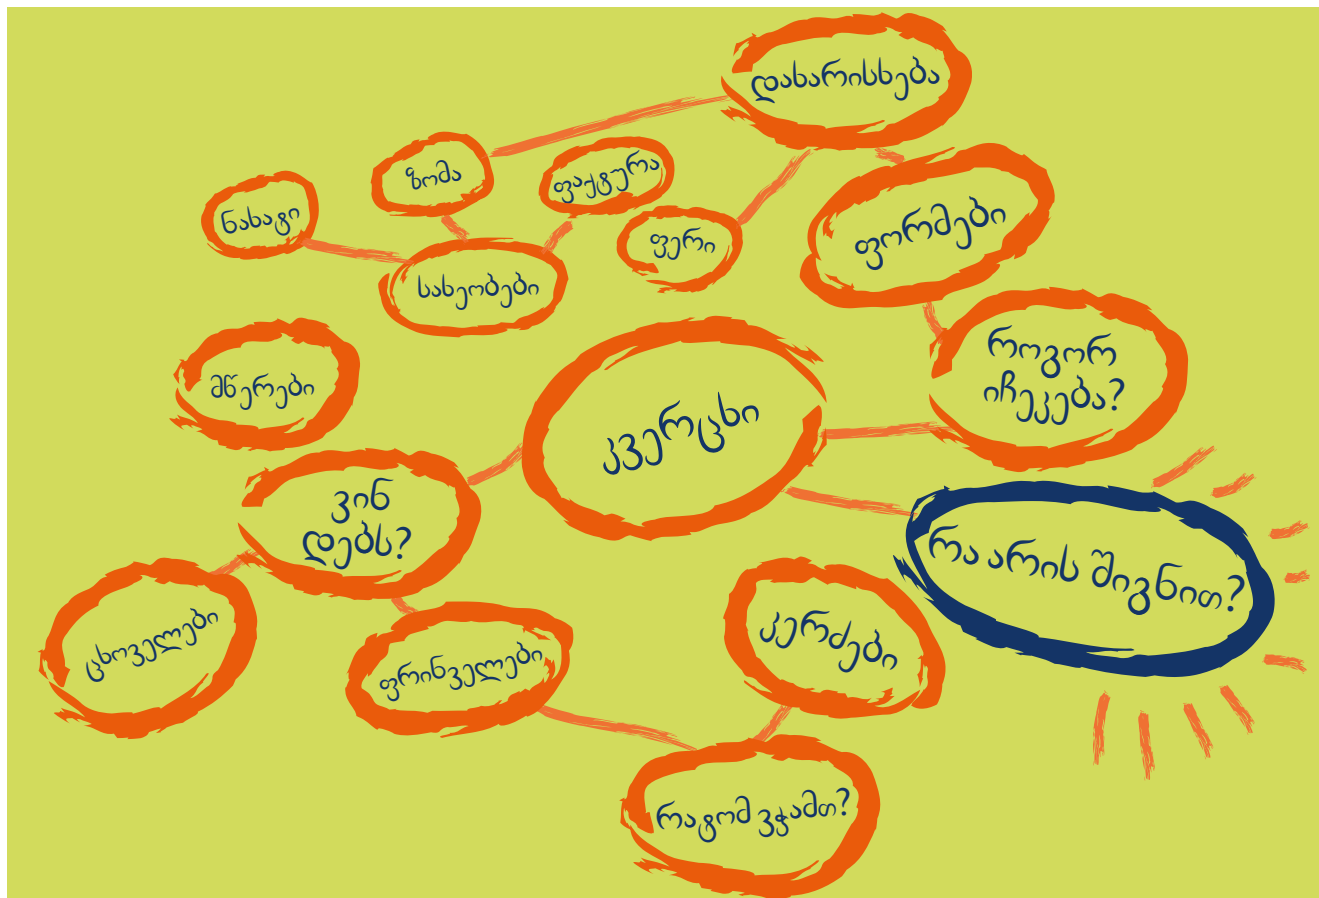 დახარისხება
ზომა
ფაქტურა
ნახატი
ფერი
ფორმები
სახეობები
მწერები
კვერცხი
როგორ
იჩეკება?
ვინ
დებს?
რა არის შიგნით?
ცხოველები
ფრინველები
კერძები
რატომ ვჭამთ?